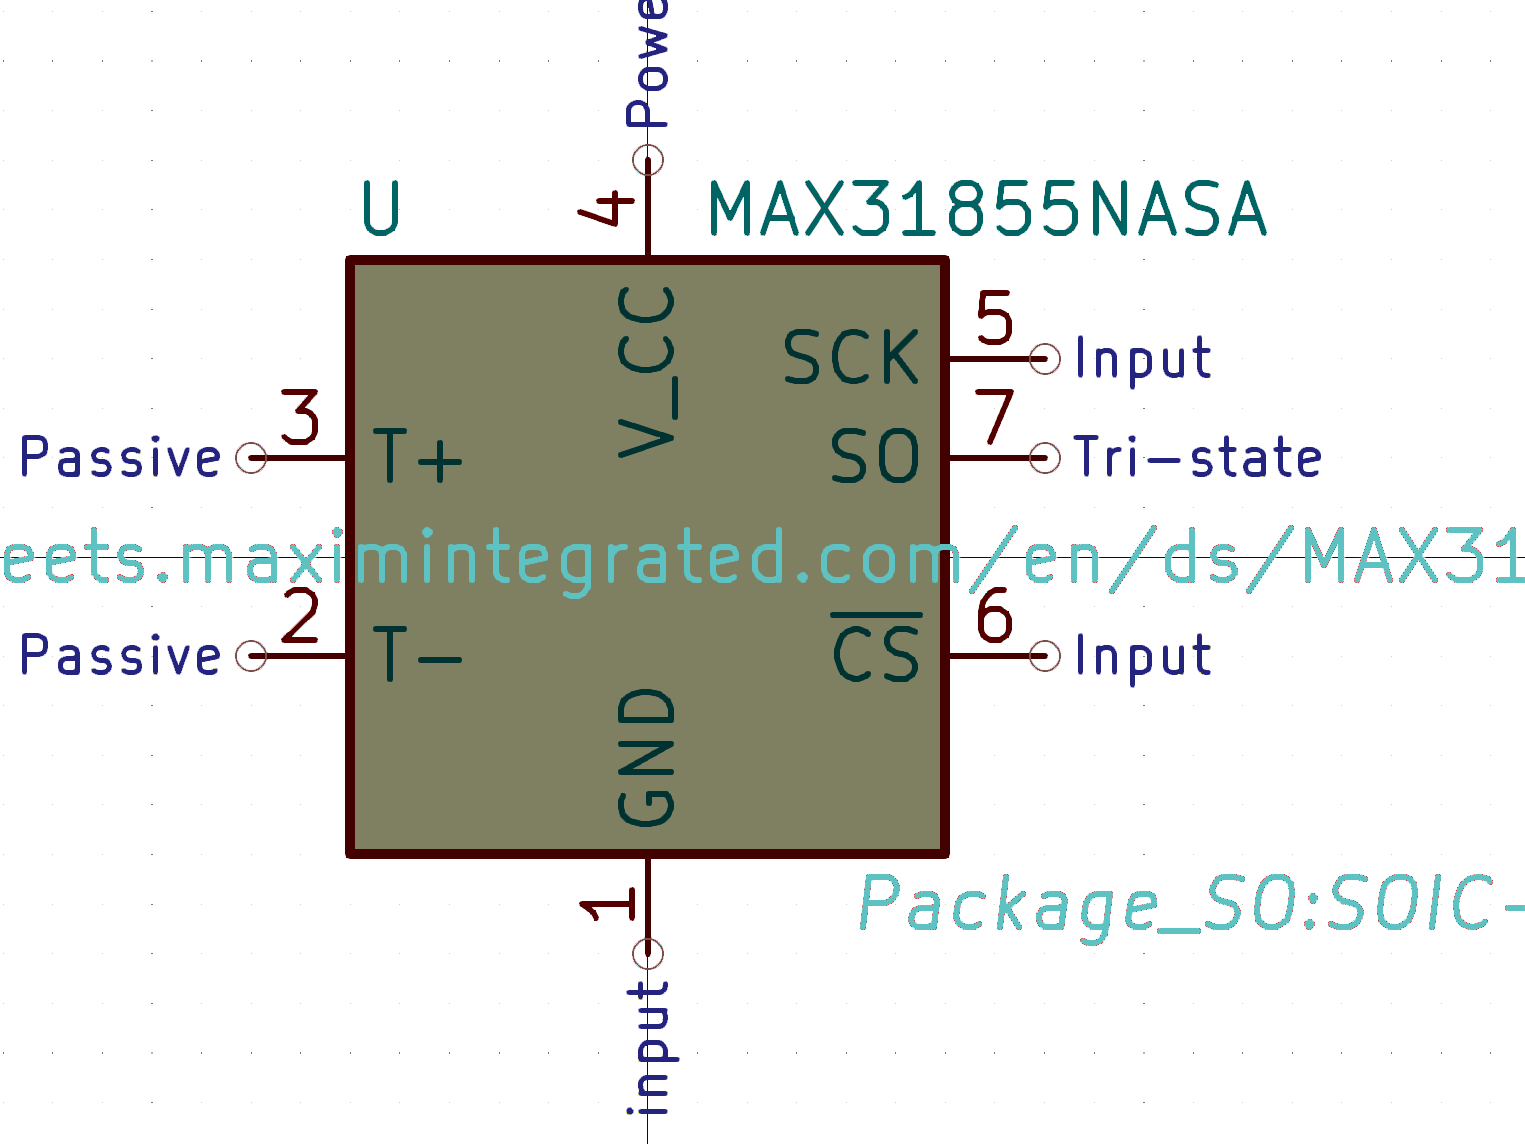 Powe
4
U
MAX31855NASA
V_CC
5
SCK
Input
3
7
Passive
T+
SO
Tri-state
eets.maximintegrated.com/en/ds/MAX31
2
6
Passive
T-
CS
Input
GND
1
Package_SO:SOIC-
input